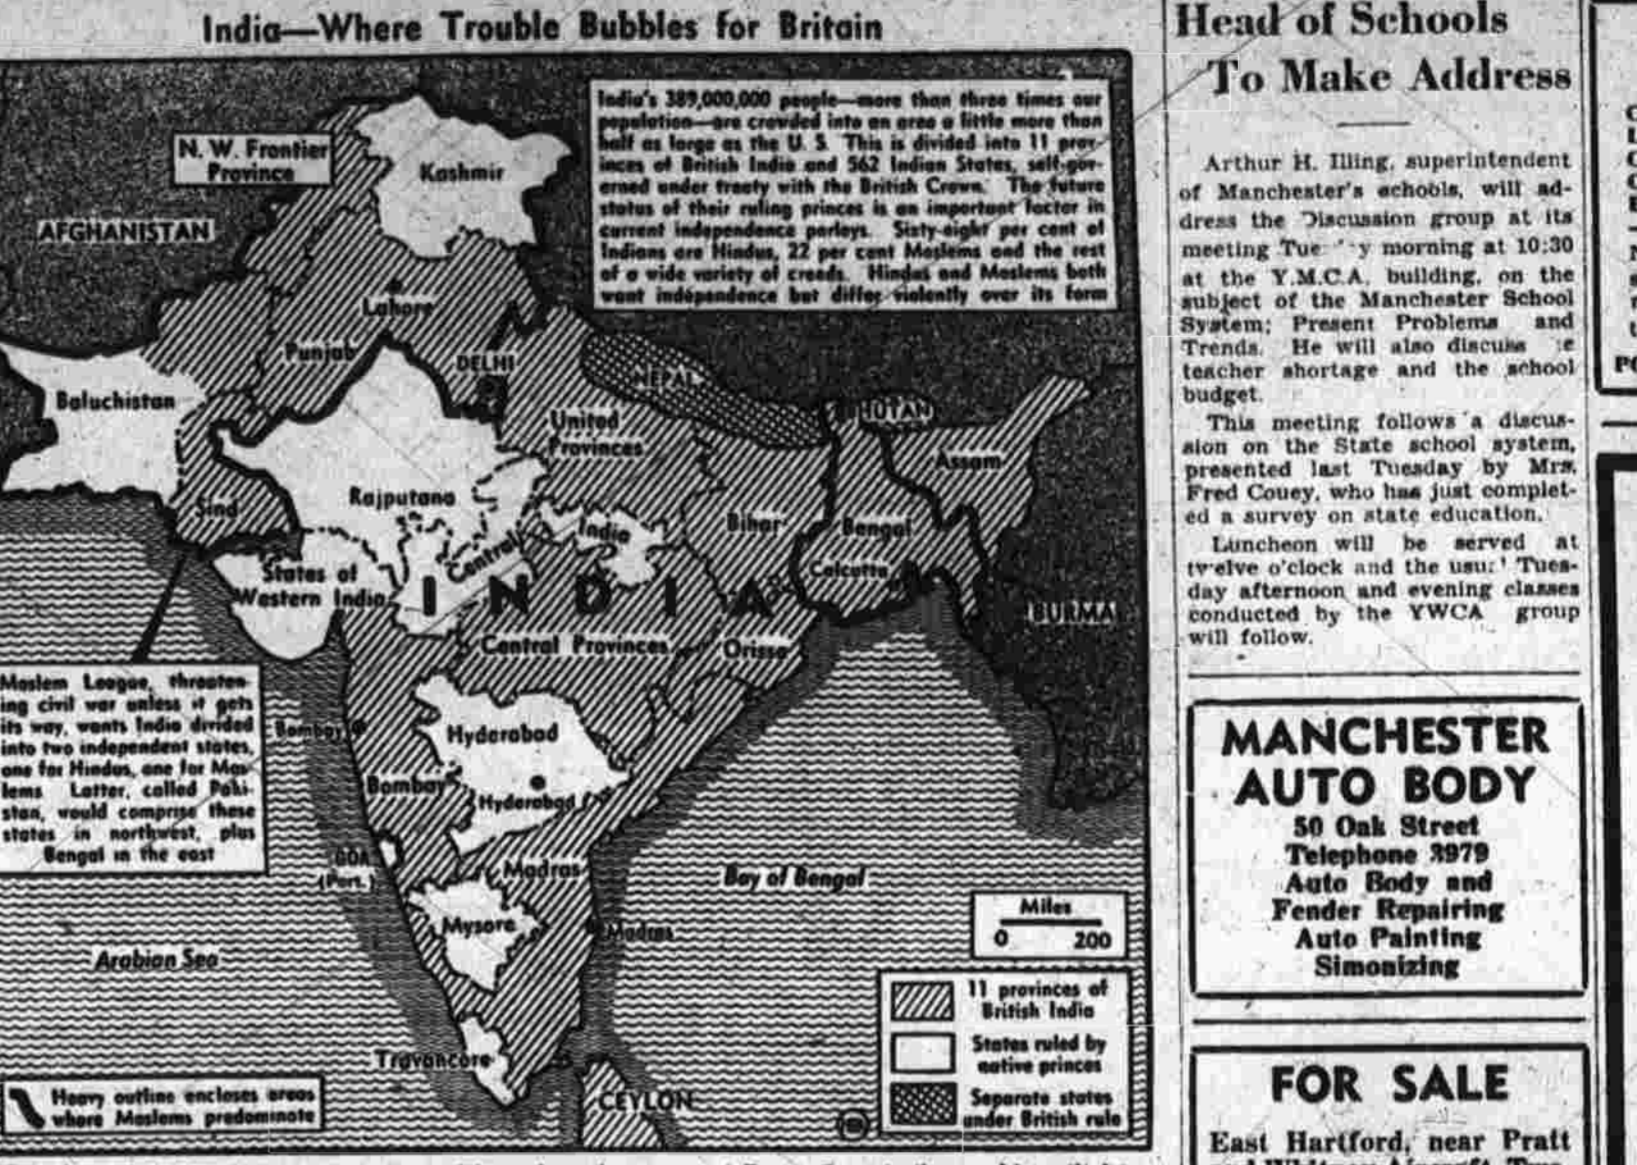 India—Where Trouble Bubbles for Britain
India's 389,000,000 people—more than three times our
population—are crowded into an area a little more than
half as large as the U. S. This is divided into 11 prov-
inces of British India and 562 Indian States, self-gov-
erned under treaty with the British Crown. The future
status of their ruling princes is an important factor in
current independence parleys. Sixty-eight per cent of
Indians are Hindus, 22 per cent Moslems and the rest
of a wide variety of creeds. Hindus and Moslems both
want independence but differ violently over its form
N. W. Frontier
Province
Kashmir
AFGHANISTAN
Lahore
Punjab
DELHI
NEPAL
Baluchistan
United
Provinces
BHUTAN
Assam
Rajputana
Sind
India
Bihar
Bengal
Central
Calcutta
States of
Western India
INDIA
BURMA
Central Provinces
Orissa
Moslem League, threaten-
ing civil war unless it gets
its way, wants India divided
into two independent states,
one for Hindus, one for Mos-
lems Latter, called Paki-
stan, would comprise these
states in northwest, plus
Bengal in the east
Bombay
Hyderabad
Bombay
Hyderabad
GOA
(Port.)
Madras
Bay of Bengal
Mysore
Madras
Arabian Sea
Miles
0 200
11 provinces of
British India
States ruled by
native princes
Separate states
under British rule
Travancore
CEYLON
Heavy outline encloses areas
where Moslems predominate
Head of Schools
To Make Address
Arthur H. Illing, superintendent
of Manchester's schools, will ad-
dress the Discussion group at its
meeting Tue y morning at 10:30
at the Y.M.C.A. building, on the
subject of the Manchester School
System; Present Problems and
Trends. He will also discuss e
teacher shortage and the school
budget.
This meeting follows a discus-
sion on the State school system,
presented last Tuesday by Mrs.
Fred Couey, who has just complet-
ed a survey on state education.
Luncheon will be served at
twelve o'clock and the usu ' Tues-
day afternoon and evening classes
conducted by the YWCA group
will follow.
MANCHESTER
AUTO BODY
50 Oak Street
Telephone 3979
Auto Body and
Fender Repairing
Auto Painting
Simonizing
FOR SALE
East Hartford, near Pratt